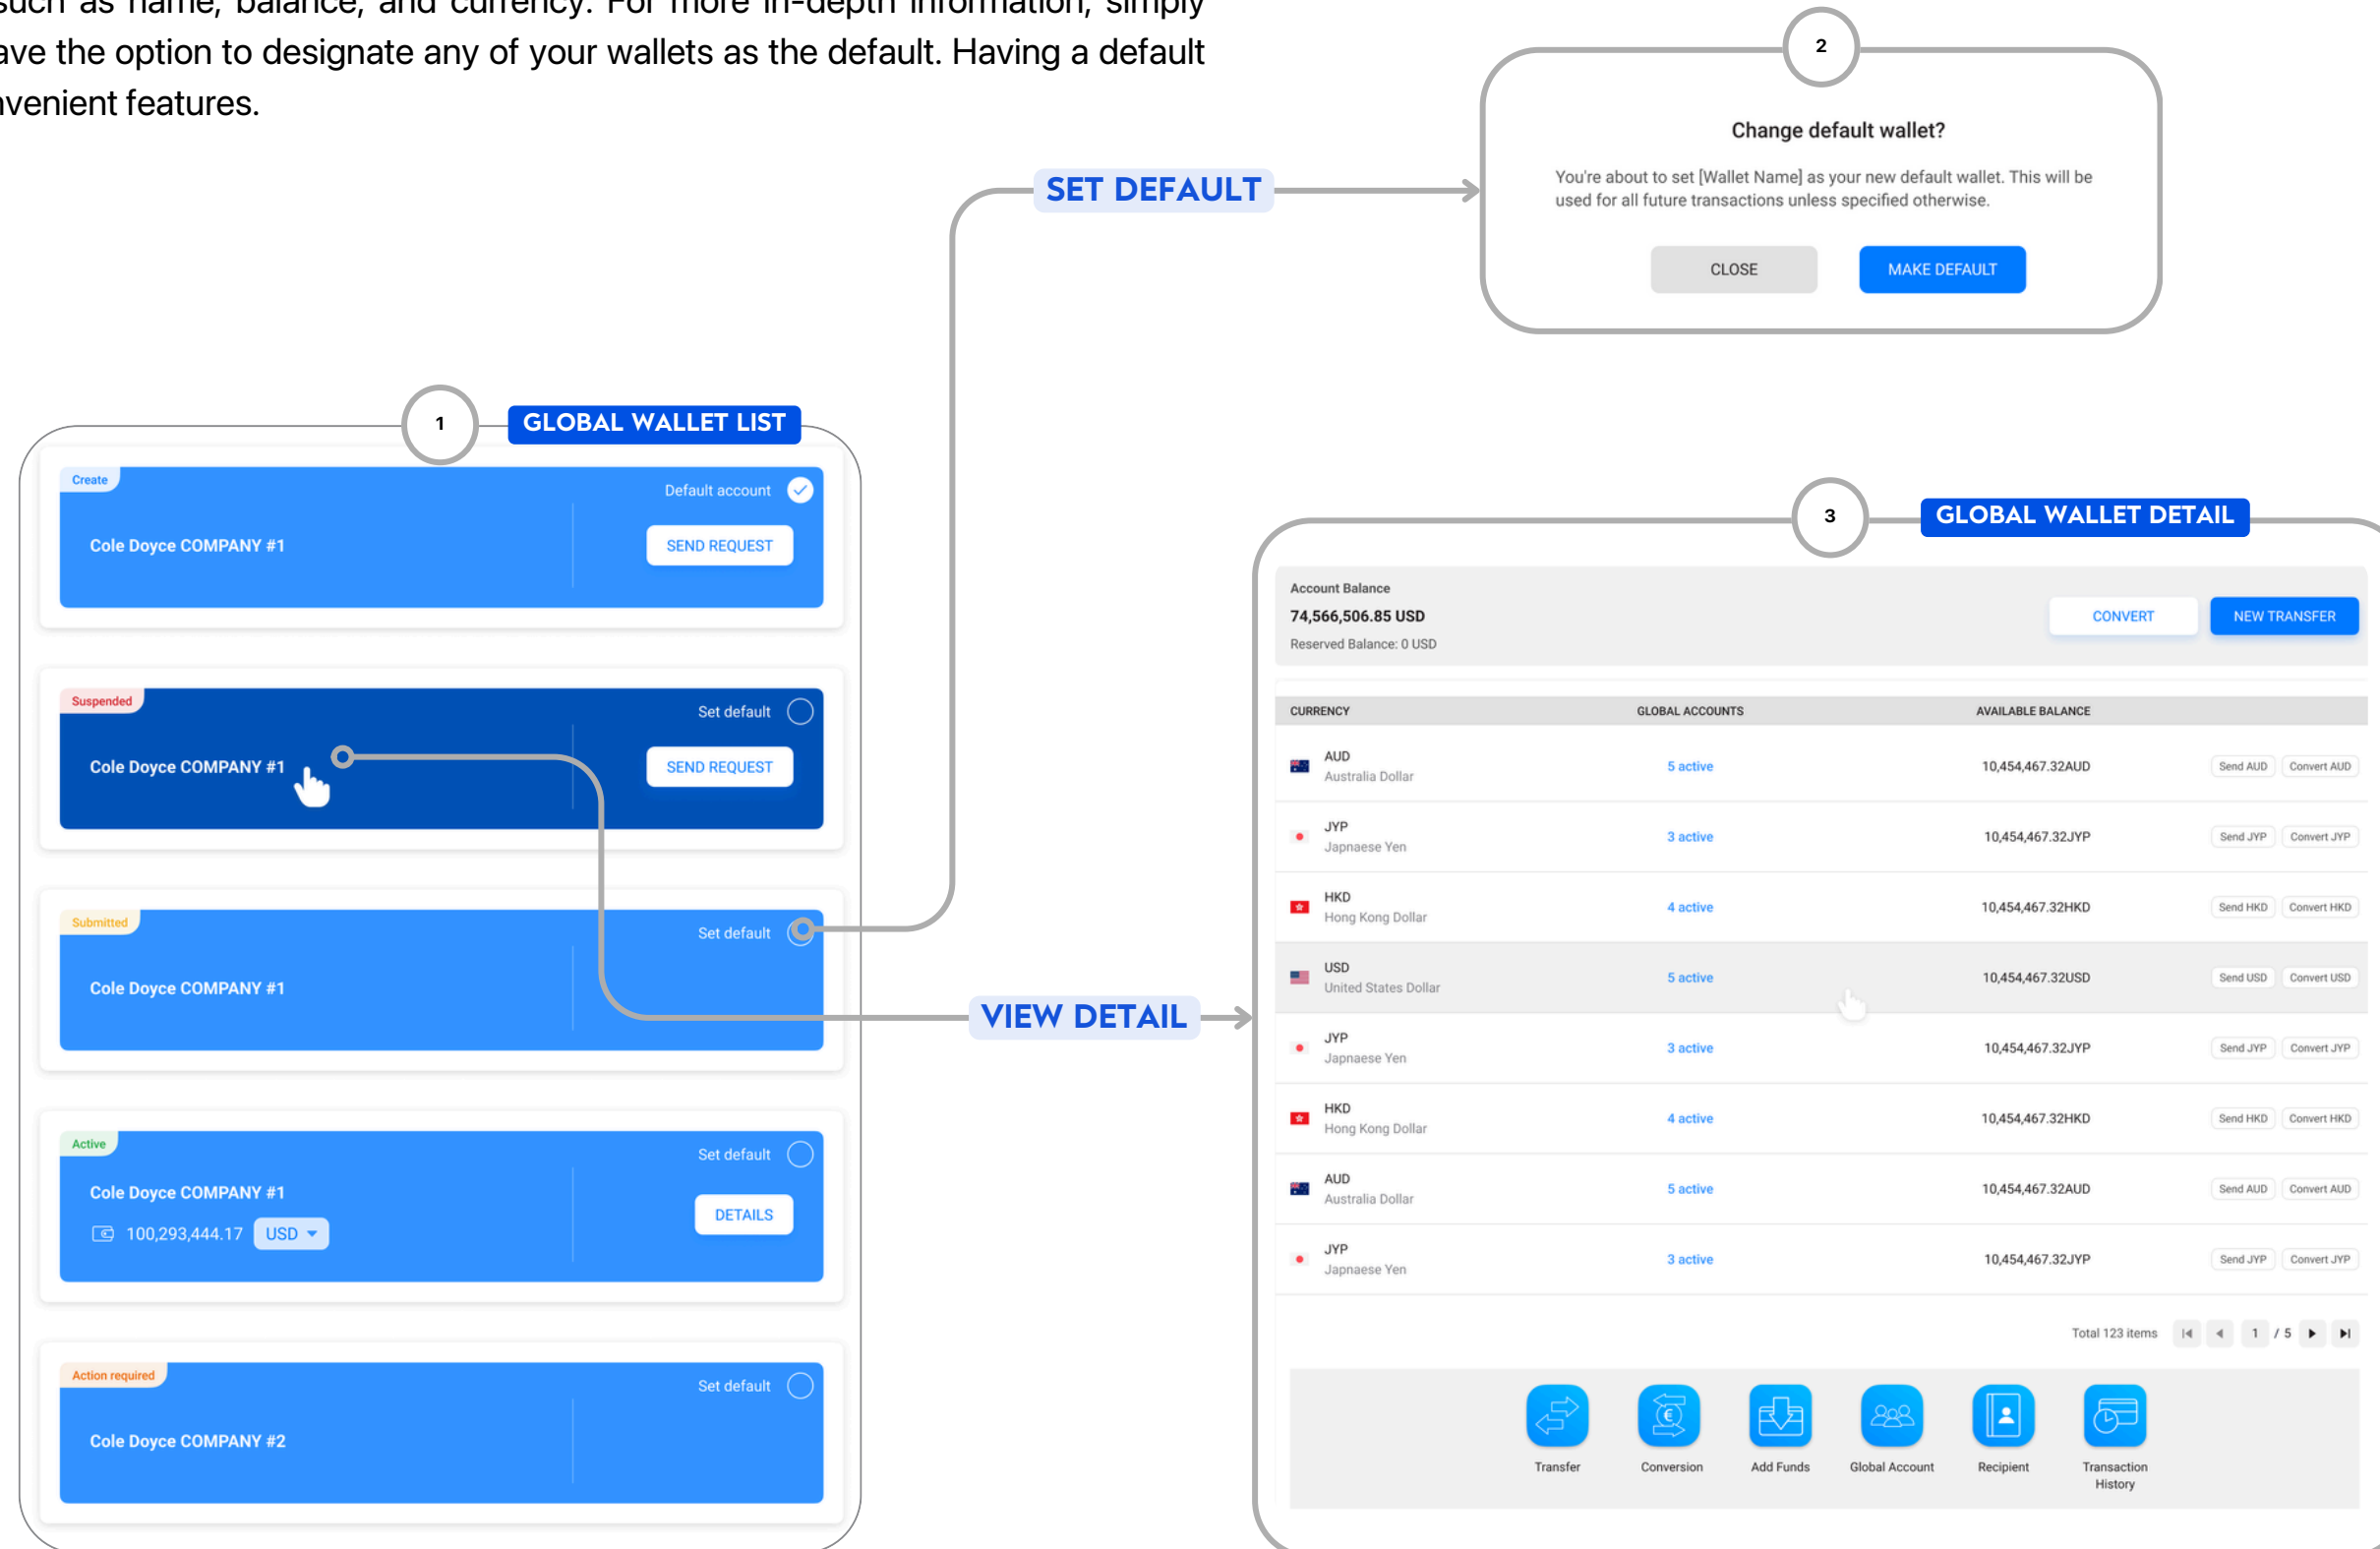 such as name, balance, and currency. For more in-depth information, simply
ave the option to designate any of your wallets as the default. Having a default
nvenient features.
2
Change default wallet?
You're about to set [Wallet Name] as your new default wallet. This will be
used for all future transactions unless specified otherwise.
CLOSE MAKE DEFAULT
SET DEFAULT
1 GLOBAL WALLET LIST
Create
Default account
Cole Doyce COMPANY #1
SEND REQUEST
Suspended
Set default
Cole Doyce COMPANY #1
SEND REQUEST
Submitted
Set default
Cole Doyce COMPANY #1
Active
Set default
Cole Doyce COMPANY #1
DETAILS
100,293,444.17 USD
Action required
Set default
Cole Doyce COMPANY #2
VIEW DETAIL
3 GLOBAL WALLET DETAIL
Account Balance
74,566,506.85 USD
Reserved Balance: 0 USD
CONVERT NEW TRANSFER
CURRENCY GLOBAL ACCOUNTS AVAILABLE BALANCE
AUD
Australia Dollar
5 active 10,454,467.32AUD Send AUD Convert AUD
JYP
Japnaese Yen
3 active 10,454,467.32JYP Send JYP Convert JYP
HKD
Hong Kong Dollar
4 active 10,454,467.32HKD Send HKD Convert HKD
USD
United States Dollar
5 active 10,454,467.32USD Send USD Convert USD
JYP
Japnaese Yen
3 active 10,454,467.32JYP Send JYP Convert JYP
HKD
Hong Kong Dollar
4 active 10,454,467.32HKD Send HKD Convert HKD
AUD
Australia Dollar
5 active 10,454,467.32AUD Send AUD Convert AUD
JYP
Japnaese Yen
3 active 10,454,467.32JYP Send JYP Convert JYP
Total 123 items 1 / 5
Transfer Conversion Add Funds Global Account Recipient Transaction
History